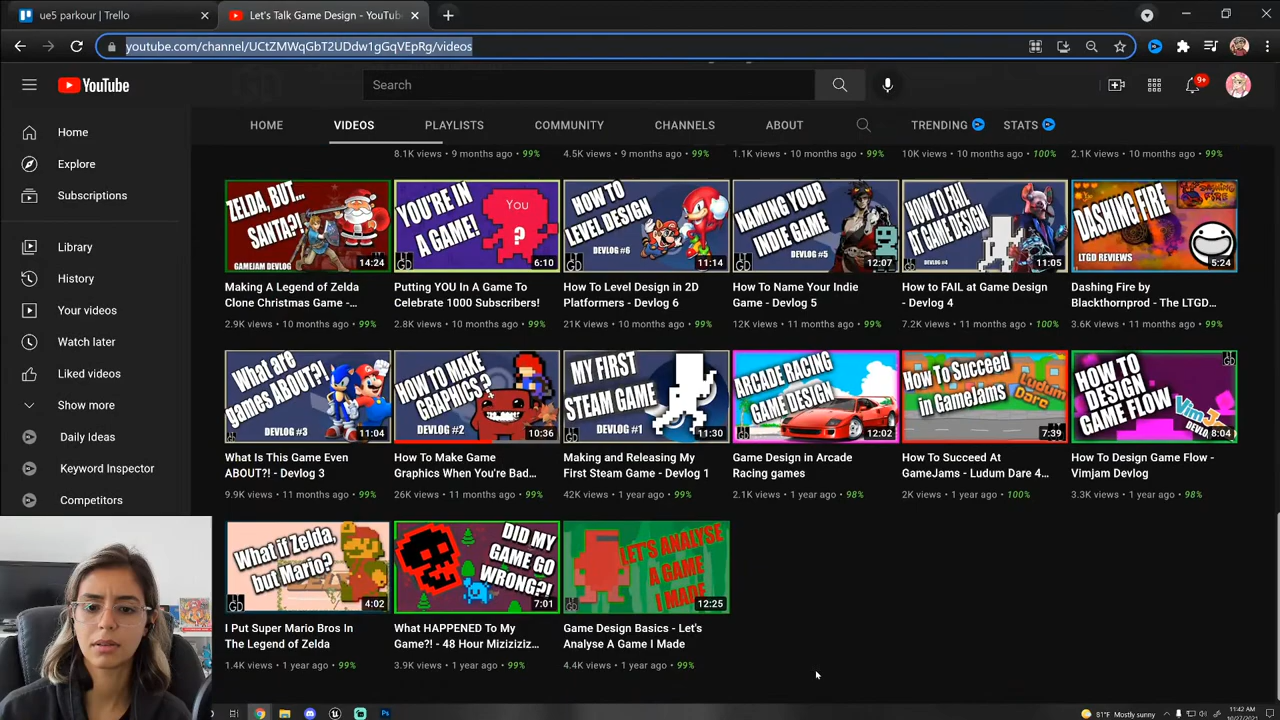 ue5 parkour | Trello
Let's Talk Game Design - YouTub
youtube.com/channel/UCtZMWqGbT2UDdw1gGqVEpRg/videos
YouTube
Search
9+
HOME
VIDEOS
PLAYLISTS
COMMUNITY
CHANNELS
ABOUT
TRENDING
STATS
Home
Explore
Subscriptions
Library
History
Your videos
Watch later
Liked videos
Show more
Daily Ideas
Keyword Inspector
Competitors
8.1K views • 9 months ago • 99%
4.5K views • 9 months ago • 99%
1.1K views • 10 months ago • 99%
10K views • 10 months ago • 100%
2.1K views • 10 months ago • 99%
ZELDA, BUT...
SANTA?!
GAMEJAM DEVLOG
14:24
YOU'RE IN
A GAME!
You
?
6:10
HOW TO
LEVEL DESIGN
DEVLOG #6
11:14
NAMING YOUR
INDIE GAME
DEVLOG #5
12:07
HOW TO FAIL
AT GAME DESIGN
DEVLOG #4
11:05
DASHING FIRE
LTGD REVIEWS
5:24
Making A Legend of Zelda
Clone Christmas Game -...
2.9K views • 10 months ago • 99%
Putting YOU In A Game To
Celebrate 1000 Subscribers!
2.8K views • 10 months ago • 99%
How To Level Design in 2D
Platformers - Devlog 6
21K views • 10 months ago • 99%
How To Name Your Indie
Game - Devlog 5
12K views • 11 months ago • 99%
How to FAIL at Game Design
- Devlog 4
7.2K views • 11 months ago • 100%
Dashing Fire by
Blackthornprod - The LTGD...
3.6K views • 11 months ago • 99%
What are
games ABOUT?!
DEVLOG #3
11:04
HOW TO MAKE
GRAPHICS?
DEVLOG #2
10:36
MY FIRST
STEAM GAME
DEVLOG #1
11:30
ARCADE RACING
GAME DESIGN
12:02
How To Succeed
in GameJams
Ludum
Dare
7:39
HOW TO
DESIGN
GAME FLOW
VimJ
8:04
What Is This Game Even
ABOUT?! - Devlog 3
9.9K views • 11 months ago • 99%
How To Make Game
Graphics When You're Bad...
26K views • 11 months ago • 99%
Making and Releasing My
First Steam Game - Devlog 1
42K views • 1 year ago • 99%
Game Design in Arcade
Racing games
2.1K views • 1 year ago • 98%
How To Succeed At
GameJams - Ludum Dare 4...
2K views • 1 year ago • 100%
How To Design Game Flow -
Vimjam Devlog
3.3K views • 1 year ago • 98%
What if Zelda,
but Mario?
4:02
DID MY
GAME GO
WRONG?!
7:01
LET'S ANALYSE
A GAME
I MADE
12:25
I Put Super Mario Bros In
The Legend of Zelda
1.4K views • 1 year ago • 99%
What HAPPENED To My
Game?! - 48 Hour Miziziziz...
3.9K views • 1 year ago • 99%
Game Design Basics - Let's
Analyse A Game I Made
4.4K views • 1 year ago • 99%
81°F Mostly sunny
11:42 AM
10/27/2021